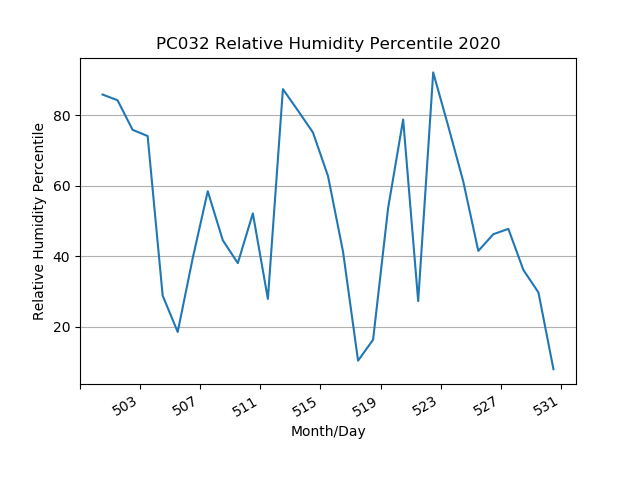 PC032 Relative Humidity Percentile 2020
Relative Humidity Percentile
80
60
40
20
503 507 511 515 519 523 527 531
Month/Day